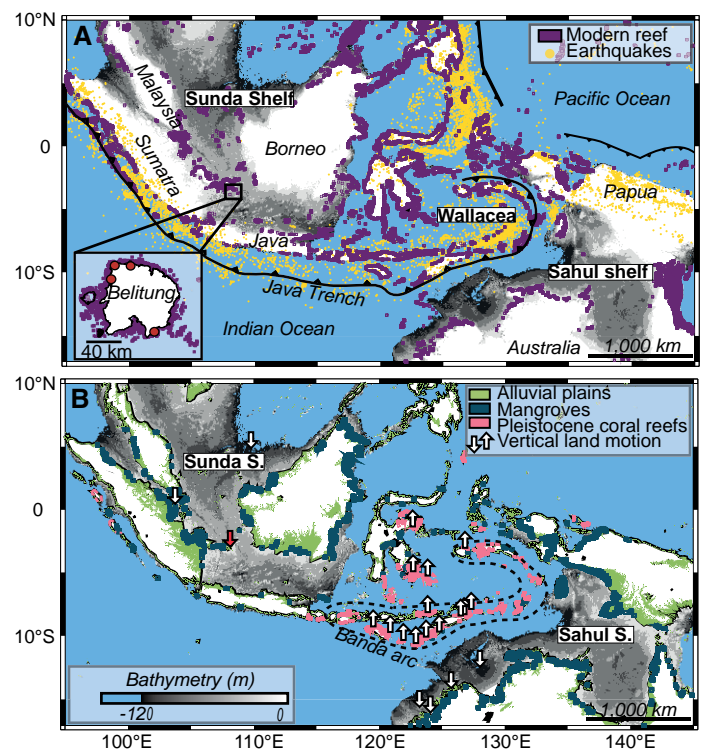 10°N
A
Modern reef
Earthquakes
Malaysia
Sunda Shelf
Pacific Ocean
0
Sumatra
Borneo
Papua
Wallacea
Java
10°S
Belitung
40 km
Java Trench
Sahul shelf
Indian Ocean
Australia
1,000 km
10°N
B
Alluvial plains
Mangroves
Pleistocene coral reefs
Vertical land motion
Sunda S.
0
10°S
Banda arc
Sahul S.
Bathymetry (m)
-120 0
1,000 km
100°E 110°E 120°E 130°E 140°E